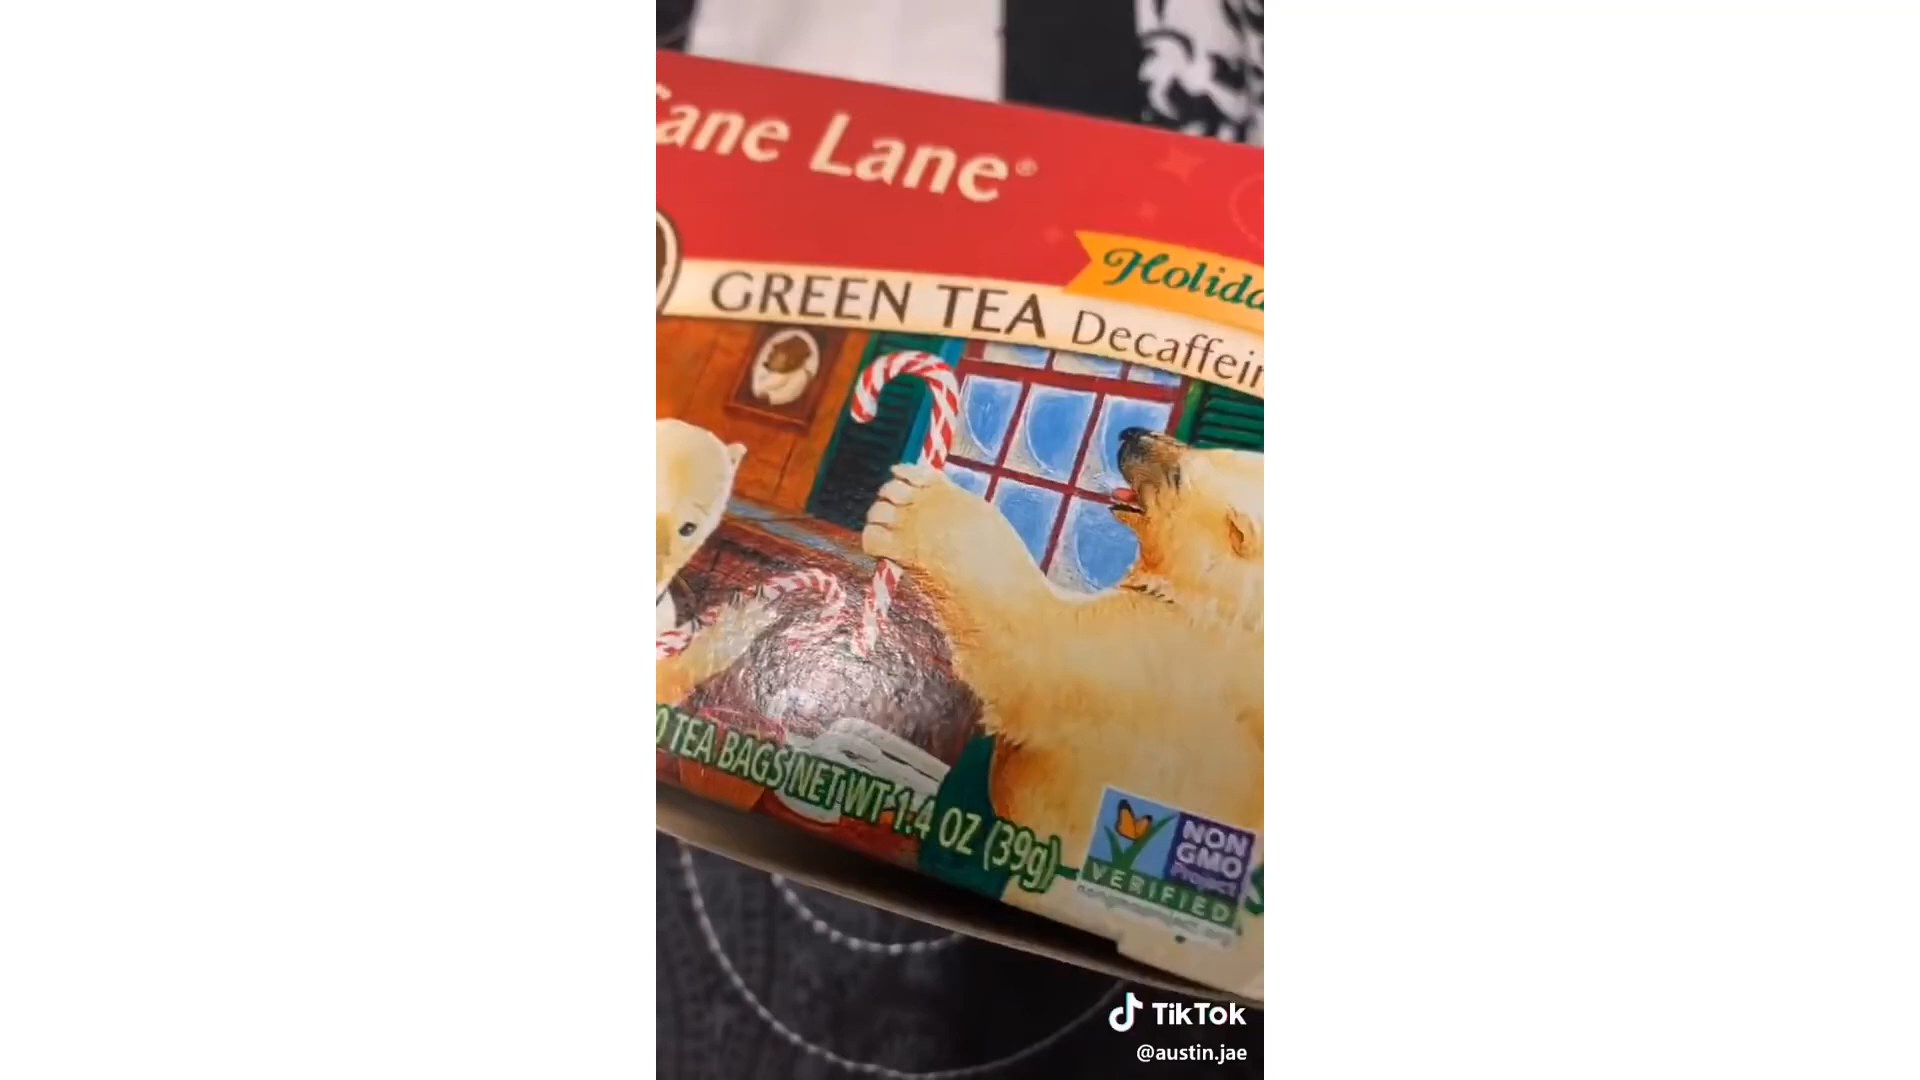 ane Lane®
Holida
GREEN TEA Decaffein
0 TEA BAGS NET WT 1.4 OZ (39g)
NON
GMO
Project
VERIFIED
TikTok
@austin.jae